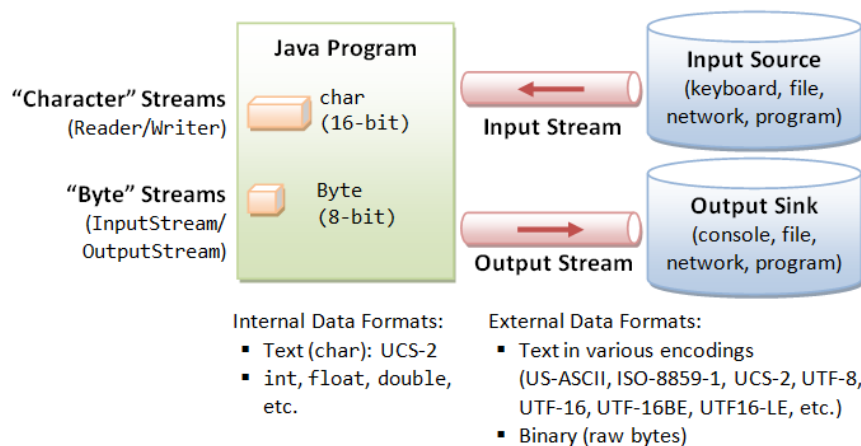 Java Program
“Character” Streams
(Reader/Writer)
char
(16-bit)
“Byte” Streams
(InputStream/
OutputStream)
Byte
(8-bit)
Input Stream
Output Stream
Input Source
(keyboard, file,
network, program)
Output Sink
(console, file,
network, program)
Internal Data Formats:
▪ Text (char): UCS-2
▪ int, float, double,
etc.
External Data Formats:
▪ Text in various encodings
(US-ASCII, ISO-8859-1, UCS-2, UTF-8,
UTF-16, UTF-16BE, UTF16-LE, etc.)
▪ Binary (raw bytes)